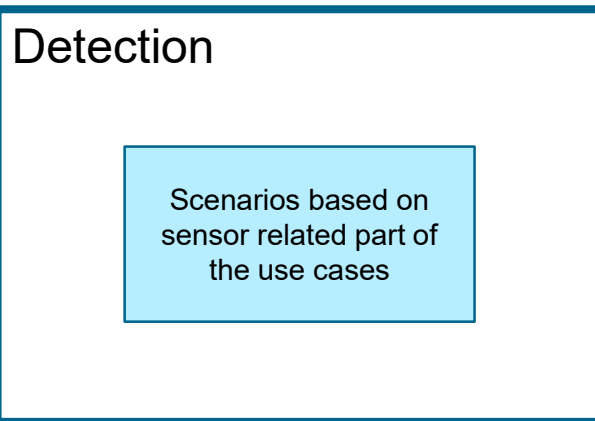 Detection
Scenarios based on
sensor related part of
the use cases